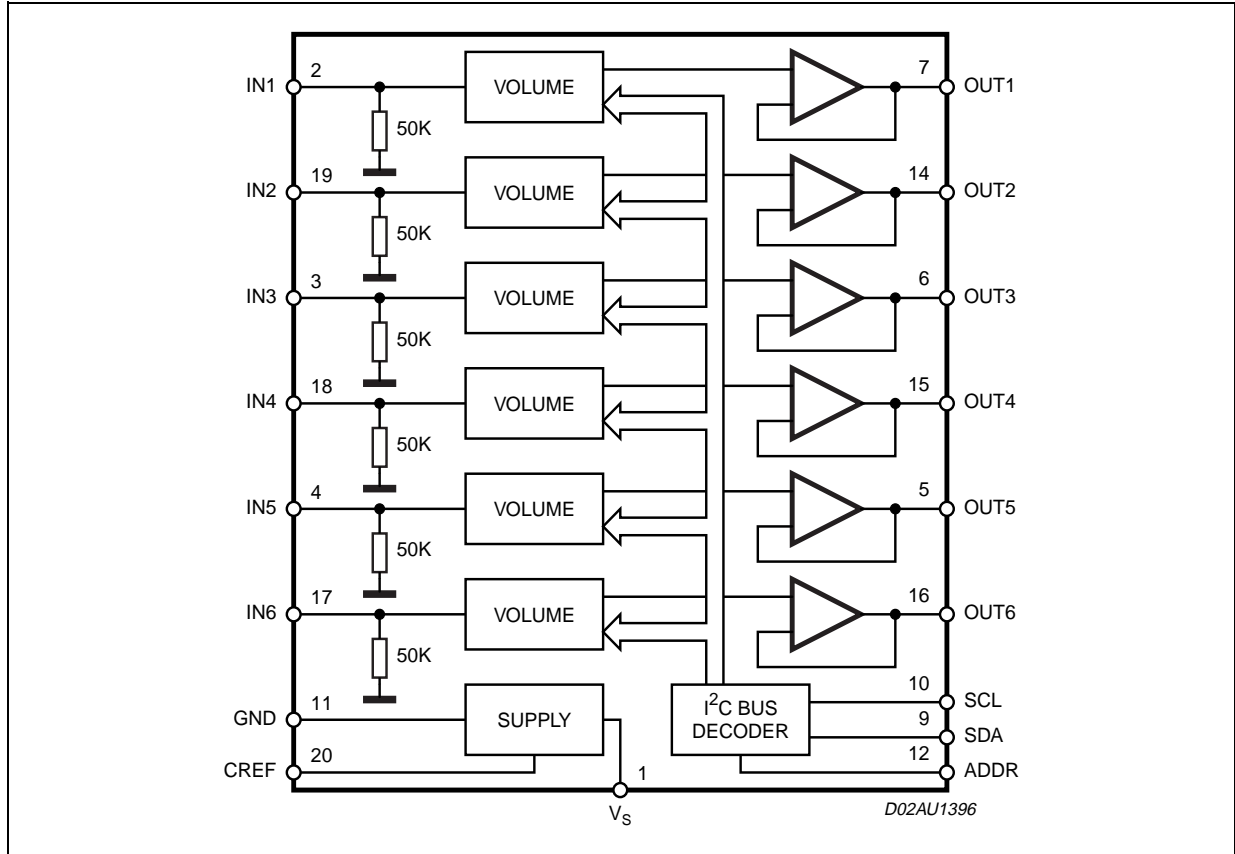 IN1 2 VOLUME 7 OUT1
50K
IN2 19 VOLUME 14 OUT2
50K
IN3 3 VOLUME 6 OUT3
50K
IN4 18 VOLUME 15 OUT4
50K
IN5 4 VOLUME 5 OUT5
50K
IN6 17 VOLUME 16 OUT6
50K
GND 11 SUPPLY I²C BUS DECODER 10 SCL
9 SDA
CREF 20 12 ADDR
1
VS
D02AU1396